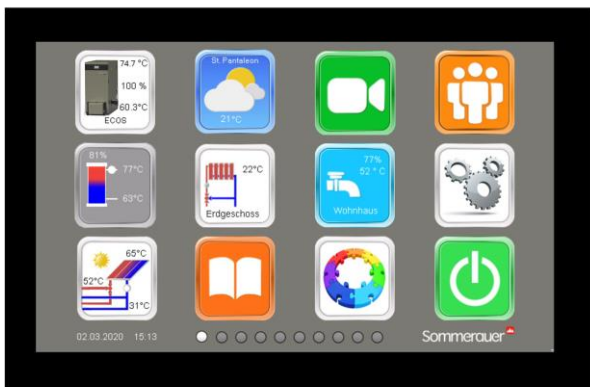 74.7 °C
100 %
60.3°C
ECOS
St. Pantaleon
21°C
81%
77°C
63°C
22°C
Erdgeschoss
77%
52 ° C
Wohnhaus
65°C
52°C
31°C
02.03.2020 15:13
Sommerauer